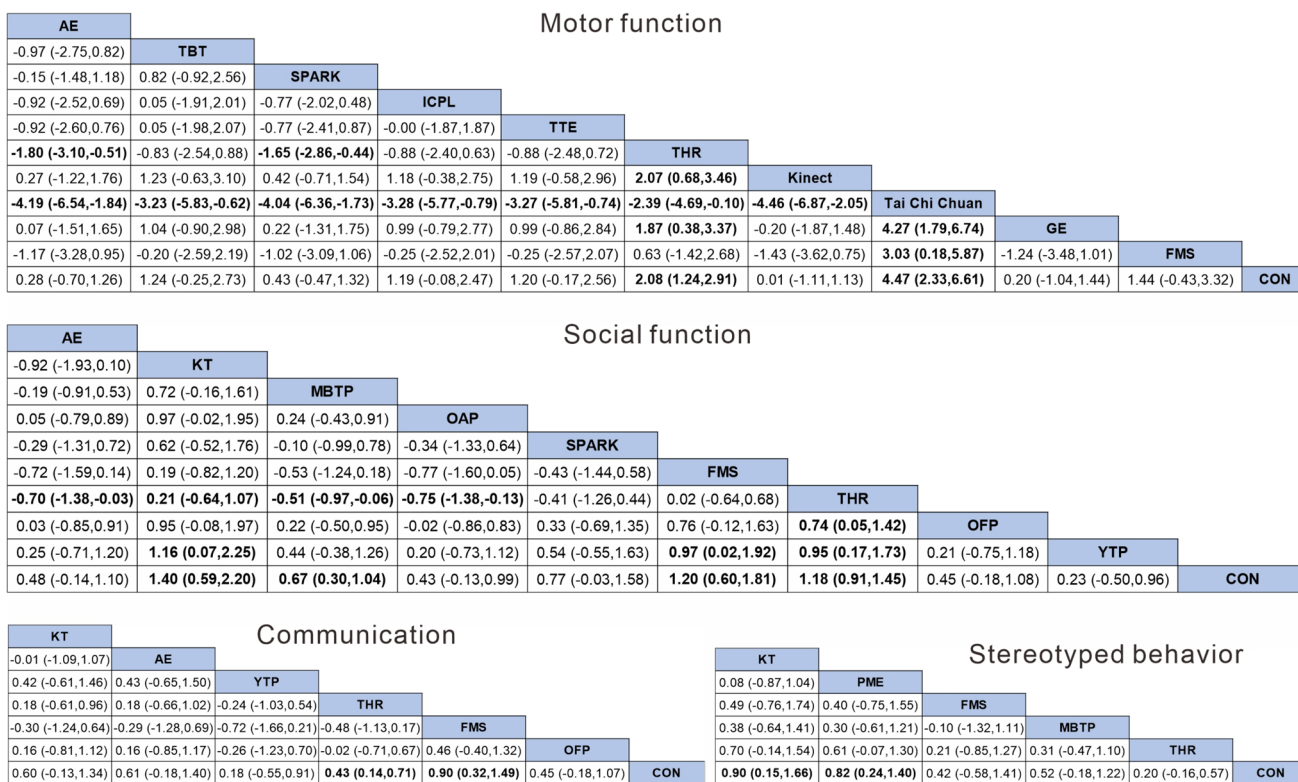 Motor function
AE
-0.97 (-2.75,0.82) TBT
-0.15 (-1.48,1.18) 0.82 (-0.92,2.56) SPARK
-0.92 (-2.52,0.69) 0.05 (-1.91,2.01) -0.77 (-2.02,0.48) ICPL
-0.92 (-2.60,0.76) 0.05 (-1.98,2.07) -0.77 (-2.41,0.87) -0.00 (-1.87,1.87) TTE
-1.80 (-3.10,-0.51) -0.83 (-2.54,0.88) -1.65 (-2.86,-0.44) -0.88 (-2.40,0.63) -0.88 (-2.48,0.72) THR
0.27 (-1.22,1.76) 1.23 (-0.63,3.10) 0.42 (-0.71,1.54) 1.18 (-0.38,2.75) 1.19 (-0.58,2.96) 2.07 (0.68,3.46) Kinect
-4.19 (-6.54,-1.84) -3.23 (-5.83,-0.62) -4.04 (-6.36,-1.73) -3.28 (-5.77,-0.79) -3.27 (-5.81,-0.74) -2.39 (-4.69,-0.10) -4.46 (-6.87,-2.05) Tai Chi Chuan
0.07 (-1.51,1.65) 1.04 (-0.90,2.98) 0.22 (-1.31,1.75) 0.99 (-0.79,2.77) 0.99 (-0.86,2.84) 1.87 (0.38,3.37) -0.20 (-1.87,1.48) 4.27 (1.79,6.74) GE
-1.17 (-3.28,0.95) -0.20 (-2.59,2.19) -1.02 (-3.09,1.06) -0.25 (-2.52,2.01) -0.25 (-2.57,2.07) 0.63 (-1.42,2.68) -1.43 (-3.62,0.75) 3.03 (0.18,5.87) -1.24 (-3.48,1.01) FMS
0.28 (-0.70,1.26) 1.24 (-0.25,2.73) 0.43 (-0.47,1.32) 1.19 (-0.08,2.47) 1.20 (-0.17,2.56) 2.08 (1.24,2.91) 0.01 (-1.11,1.13) 4.47 (2.33,6.61) 0.20 (-1.04,1.44) 1.44 (-0.43,3.32) CON
Social function
AE
-0.92 (-1.93,0.10) KT
-0.19 (-0.91,0.53) 0.72 (-0.16,1.61) MBTP
0.05 (-0.79,0.89) 0.97 (-0.02,1.95) 0.24 (-0.43,0.91) OAP
-0.29 (-1.31,0.72) 0.62 (-0.52,1.76) -0.10 (-0.99,0.78) -0.34 (-1.33,0.64) SPARK
-0.72 (-1.59,0.14) 0.19 (-0.82,1.20) -0.53 (-1.24,0.18) -0.77 (-1.60,0.05) -0.43 (-1.44,0.58) FMS
-0.70 (-1.38,-0.03) 0.21 (-0.64,1.07) -0.51 (-0.97,-0.06) -0.75 (-1.38,-0.13) -0.41 (-1.26,0.44) 0.02 (-0.64,0.68) THR
0.03 (-0.85,0.91) 0.95 (-0.08,1.97) 0.22 (-0.50,0.95) -0.02 (-0.86,0.83) 0.33 (-0.69,1.35) 0.76 (-0.12,1.63) 0.74 (0.05,1.42) OFP
0.25 (-0.71,1.20) 1.16 (0.07,2.25) 0.44 (-0.38,1.26) 0.20 (-0.73,1.12) 0.54 (-0.55,1.63) 0.97 (0.02,1.92) 0.95 (0.17,1.73) 0.21 (-0.75,1.18) YTP
0.48 (-0.14,1.10) 1.40 (0.59,2.20) 0.67 (0.30,1.04) 0.43 (-0.13,0.99) 0.77 (-0.03,1.58) 1.20 (0.60,1.81) 1.18 (0.91,1.45) 0.45 (-0.18,1.08) 0.23 (-0.50,0.96) CON
Communication
KT
-0.01 (-1.09,1.07) AE
0.42 (-0.61,1.46) 0.43 (-0.65,1.50) YTP
0.18 (-0.61,0.96) 0.18 (-0.66,1.02) -0.24 (-1.03,0.54) THR
-0.30 (-1.24,0.64) -0.29 (-1.28,0.69) -0.72 (-1.66,0.21) -0.48 (-1.13,0.17) FMS
0.16 (-0.81,1.12) 0.16 (-0.85,1.17) -0.26 (-1.23,0.70) -0.02 (-0.71,0.67) 0.46 (-0.40,1.32) OFP
0.60 (-0.13,1.34) 0.61 (-0.18,1.40) 0.18 (-0.55,0.91) 0.43 (0.14,0.71) 0.90 (0.32,1.49) 0.45 (-0.18,1.07) CON
Stereotyped behavior
KT
0.08 (-0.87,1.04) PME
0.49 (-0.76,1.74) 0.40 (-0.75,1.55) FMS
0.38 (-0.64,1.41) 0.30 (-0.61,1.21) -0.10 (-1.32,1.11) MBTP
0.70 (-0.14,1.54) 0.61 (-0.07,1.30) 0.21 (-0.85,1.27) 0.31 (-0.47,1.10) THR
0.90 (0.15,1.66) 0.82 (0.24,1.40) 0.42 (-0.58,1.41) 0.52 (-0.18,1.22) 0.20 (-0.16,0.57) CON